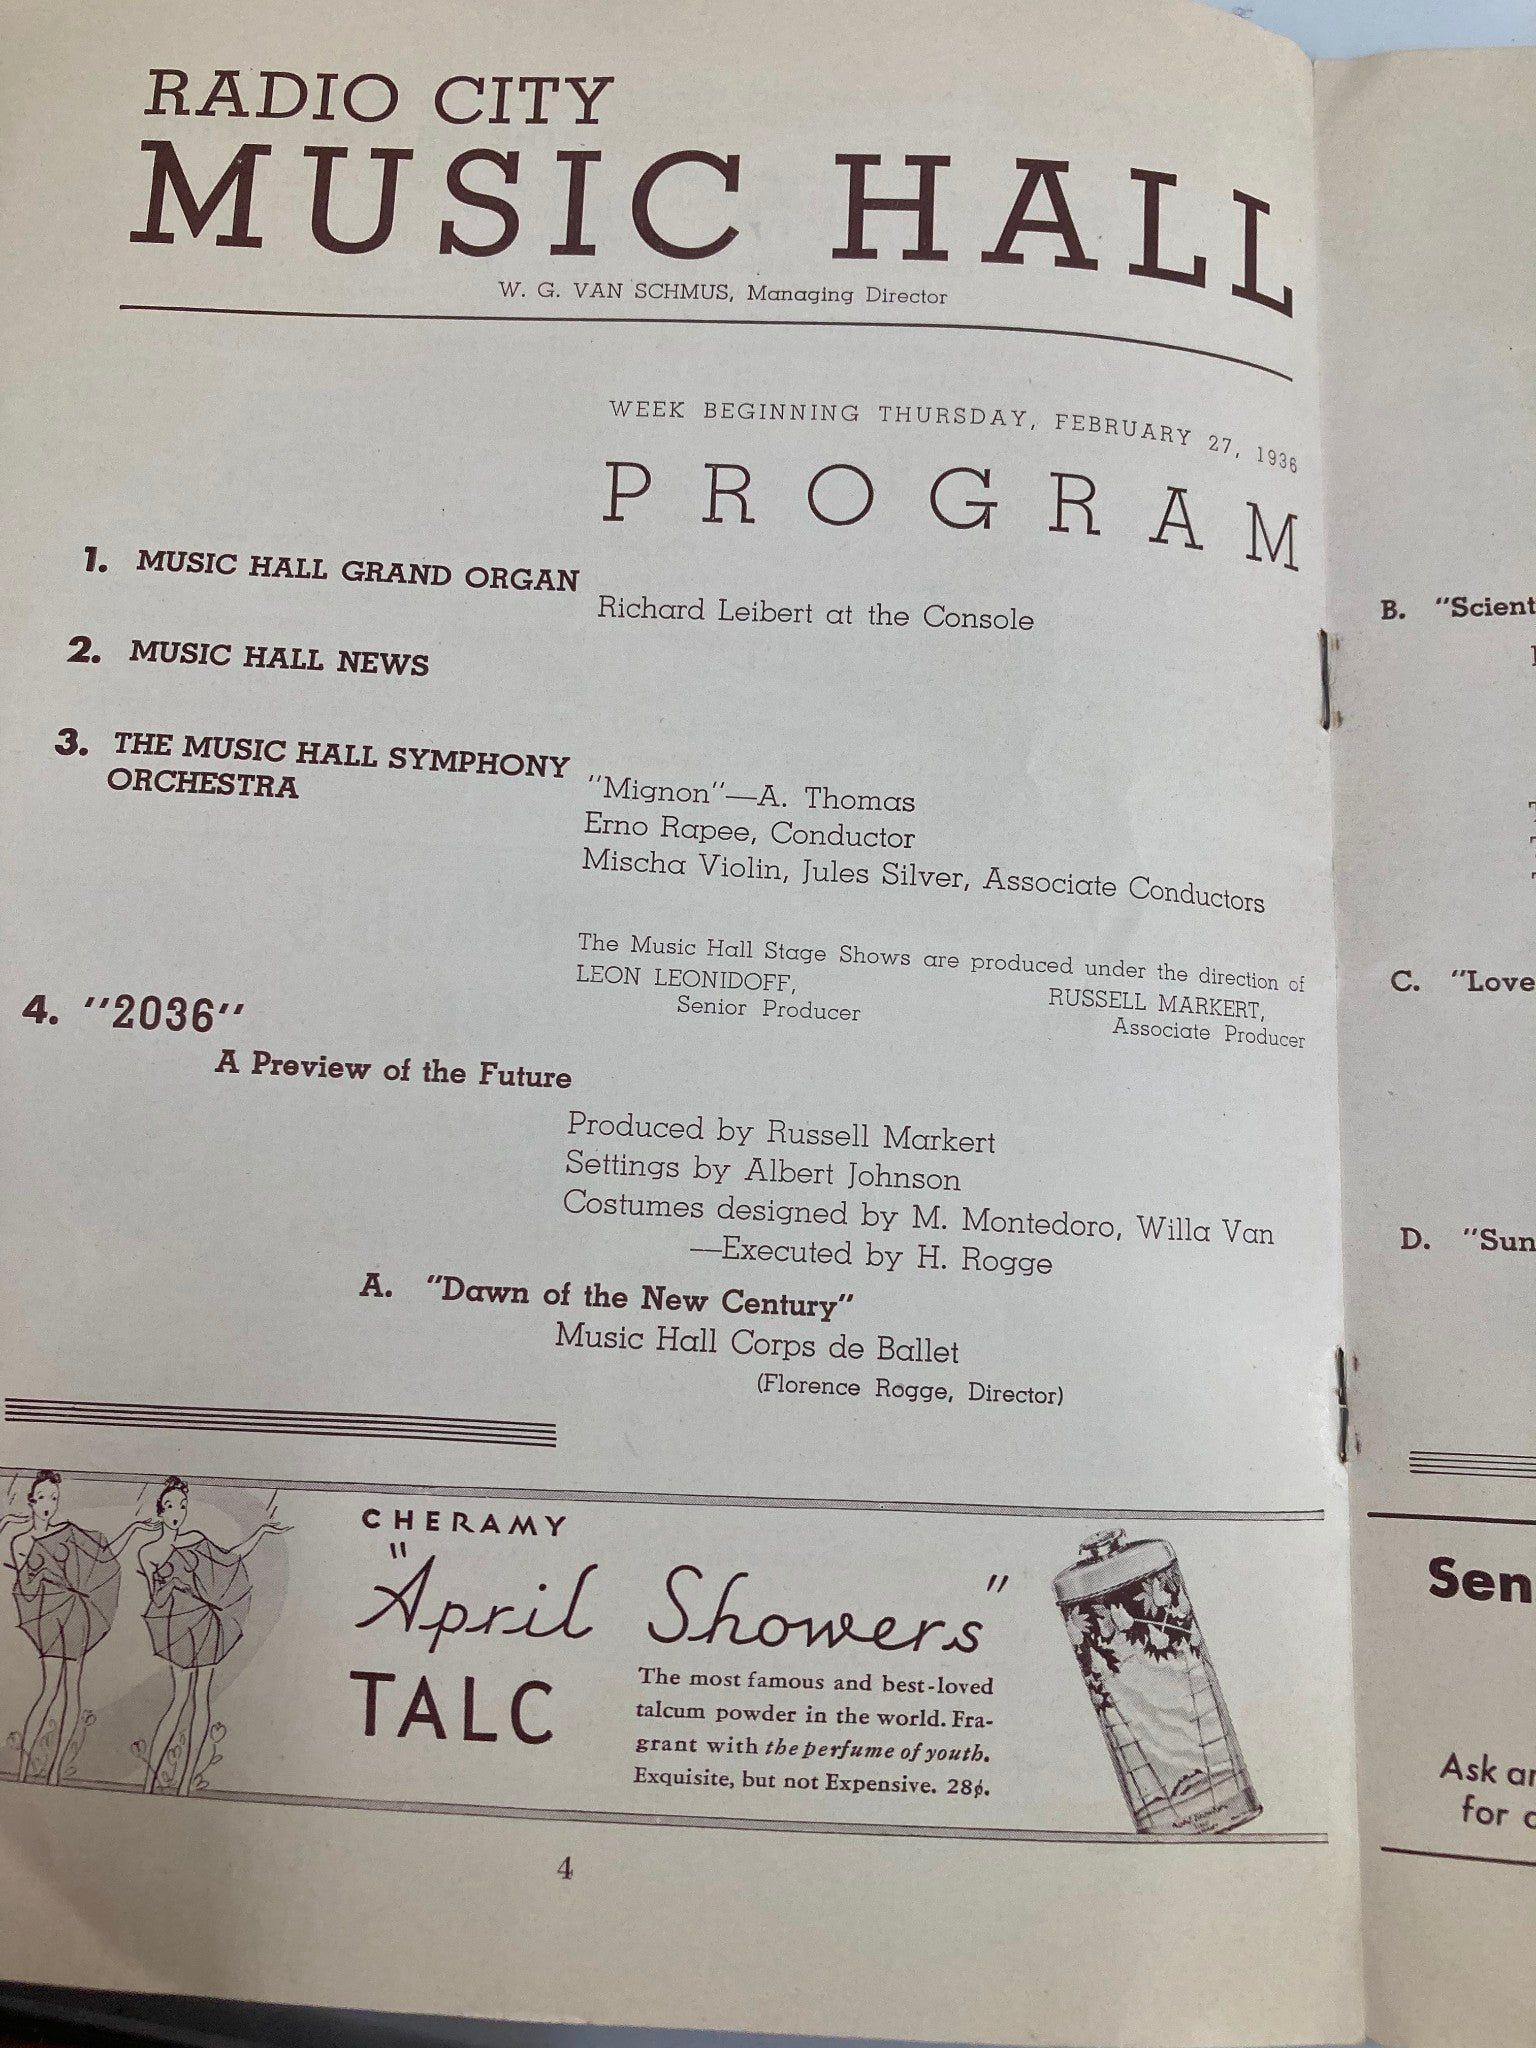 RADIO CITY
MUSIC HALL
W. G. VAN SCHMUS, Managing Director
WEEK BEGINNING THURSDAY, FEBRUARY 27, 1936
PROGRAM
1. MUSIC HALL GRAND ORGAN
Richard Leibert at the Console
2. MUSIC HALL NEWS
3. THE MUSIC HALL SYMPHONY
ORCHESTRA
"Mignon"—A. Thomas
Erno Rapee, Conductor
Mischa Violin, Jules Silver, Associate Conductors
The Music Hall Stage Shows are produced under the direction of
LEON LEONIDOFF,
Senior Producer
RUSSELL MARKERT,
Associate Producer
4. "2036"
A Preview of the Future
Produced by Russell Markert
Settings by Albert Johnson
Costumes designed by M. Montedoro, Willa Van
—Executed by H. Rogge
A. "Dawn of the New Century"
Music Hall Corps de Ballet
(Florence Rogge, Director)
CHERAMY
"April Showers"
TALC
The most famous and best-loved
talcum powder in the world. Fra-
grant with the perfume of youth.
Exquisite, but not Expensive. 28¢.
4
B. "Scient
C. "Love
D. "Sun
Sen
Ask
for